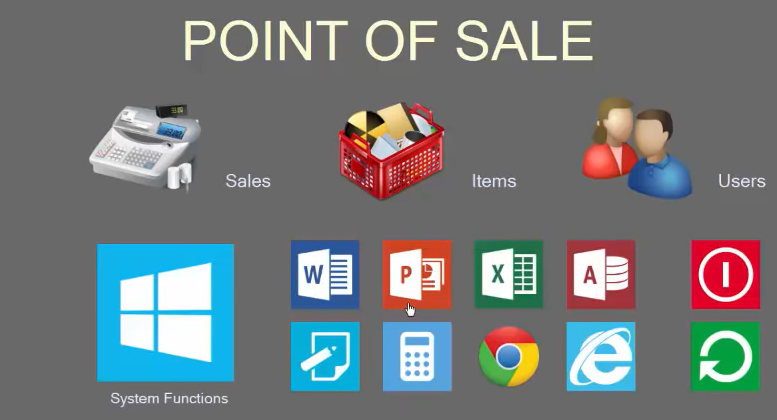 POINT OF SALE
Sales
Items
Users
W
P
X
A
System Functions